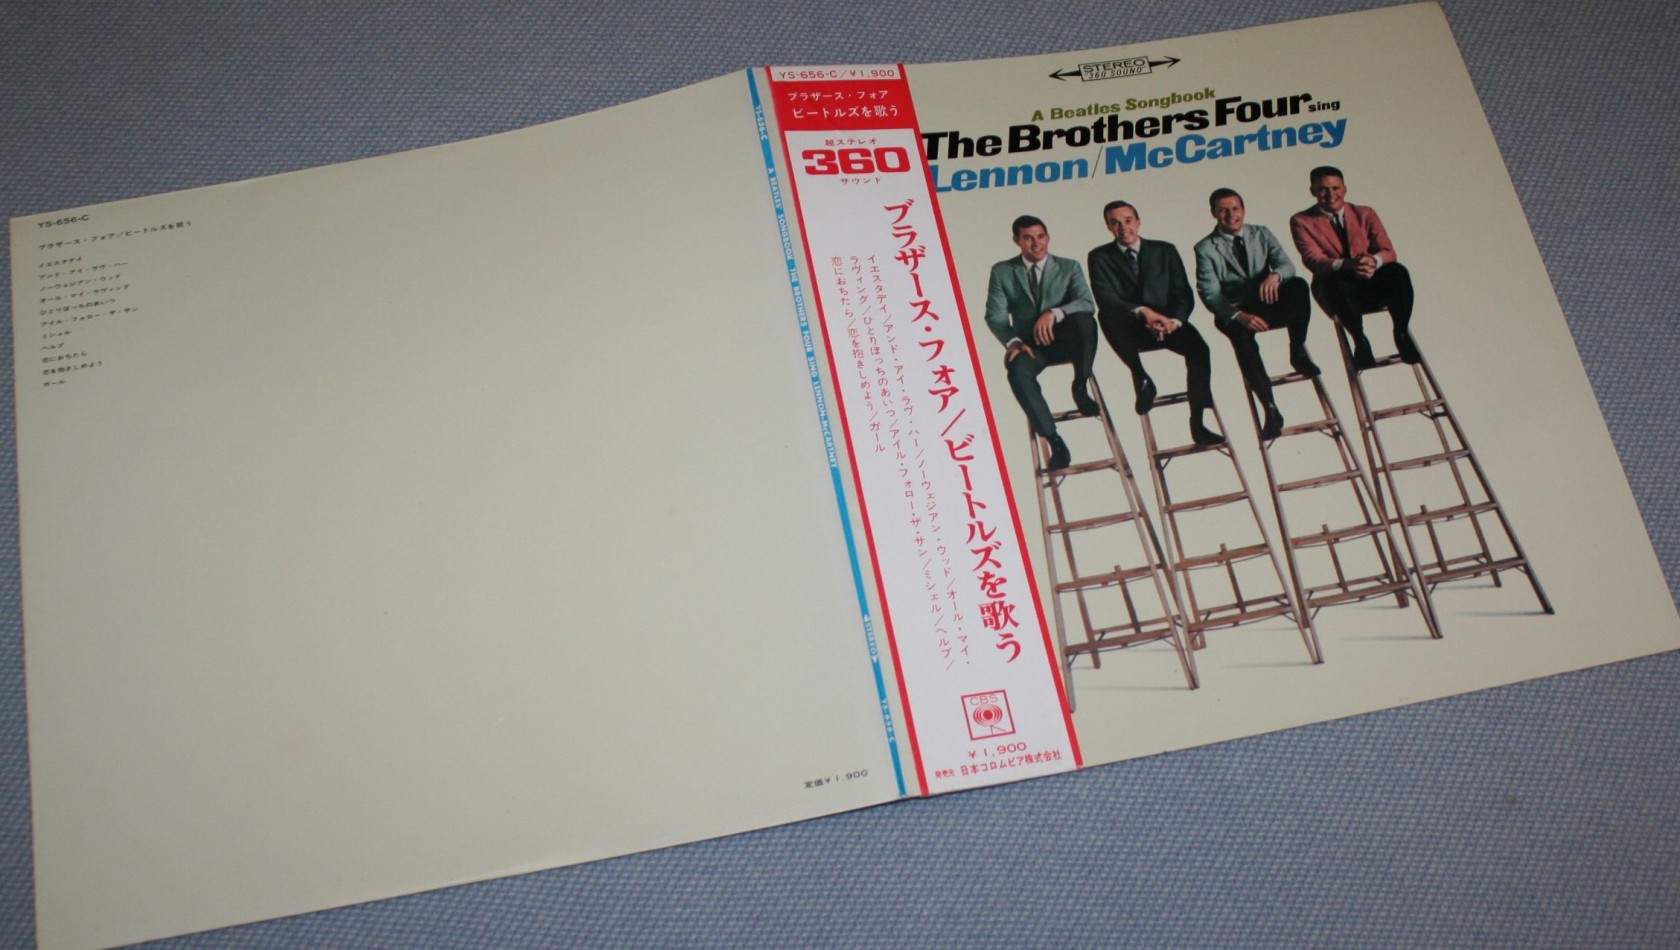 YS-656-C
ブラザース・フォア/ビートルズを歌う
イエスタデイ
アンド・アイ・ラヴ・ハー
ノーウェジアン・ウッド
オール・マイ・ラヴィング
ひとりぼっちのあいつ
アイル・フォロー・ザ・サン
ミシェル
ヘルプ
恋におちたら
恋を抱きしめよう
ガール
定価¥1,900
YS-656-C
A BEATLES SONGBOOK THE BROTHERS FOUR SING LENNON-McCARTNEY
STEREO
YS-656-C
YS-656-C/¥1,900
ブラザース・フォア
ビートルズを歌う
超ステレオ
360
サウンド
ブラザース・フォア/ビートルズを歌う
イエスタデイ/アンド・アイ・ラヴ・ハー/ノーウェジアン・ウッド/オール・マイ・
ラヴィング/ひとりぼっちのあいつ/アイル・フォロー・ザ・サン/ミシェル/ヘルプ/
恋におちたら/恋を抱きしめよう/ガール
CBS
¥1,900
発売元 日本コロムビア株式会社
STEREO
"360 SOUND"
A Beatles Songbook
The Brothers Four sing
Lennon/McCartney